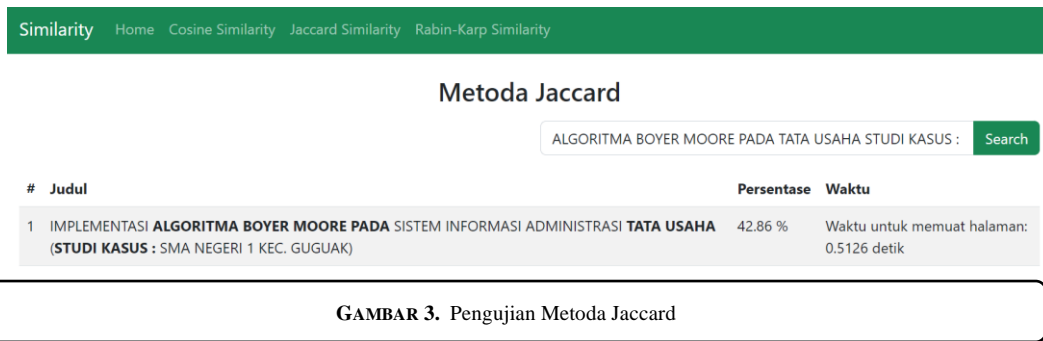 Similarity Home Cosine Similarity Jaccard Similarity Rabin-Karp Similarity
Metoda Jaccard
ALGORITMA BOYER MOORE PADA TATA USAHA STUDI KASUS : Search
# Judul Persentase Waktu
1 IMPLEMENTASI ALGORITMA BOYER MOORE PADA SISTEM INFORMASI ADMINISTRASI TATA USAHA 42.86 % Waktu untuk memuat halaman:
(STUDI KASUS : SMA NEGERI 1 KEC. GUGUAK) 0.5126 detik
GAMBAR 3. Pengujian Metoda Jaccard